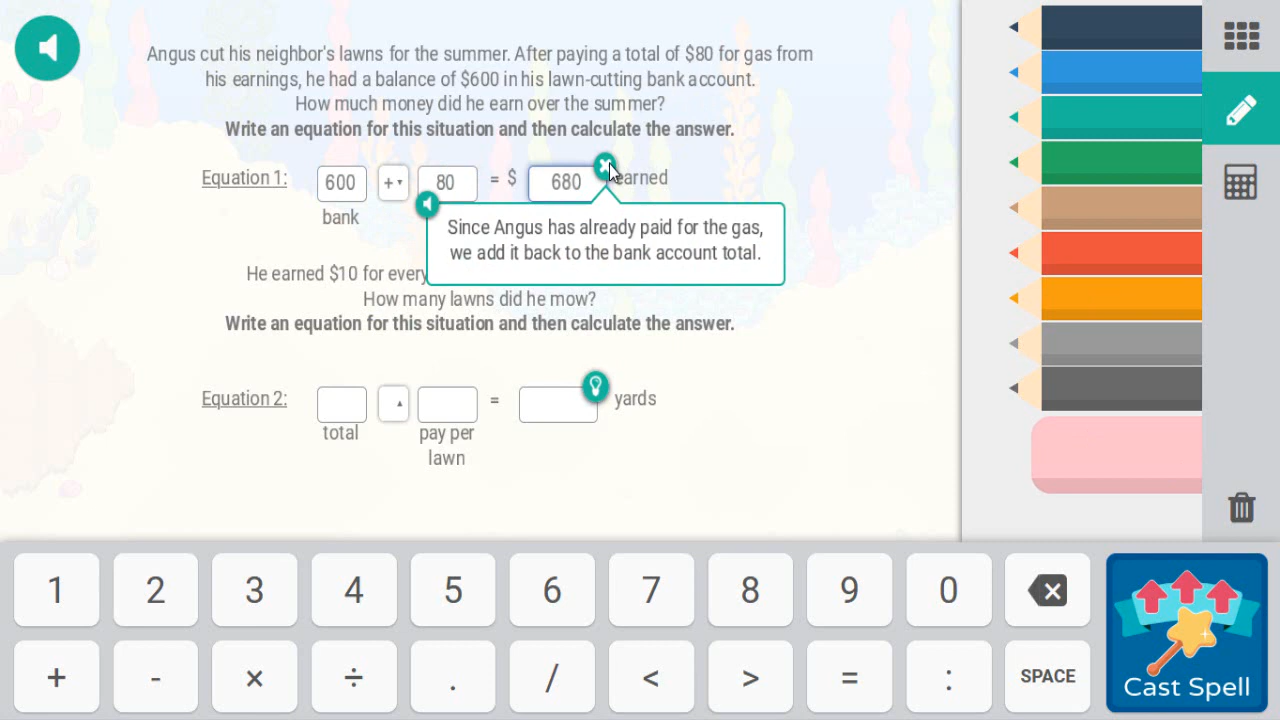 Angus cut his neighbor's lawns for the summer. After paying a total of $80 for gas from
his earnings, he had a balance of $600 in his lawn-cutting bank account.
How much money did he earn over the summer?
Write an equation for this situation and then calculate the answer.
Equation 1: 600 + 80 = $ 680 earned
bank
Since Angus has already paid for the gas,
we add it back to the bank account total.
He earned $10 for every
How many lawns did he mow?
Write an equation for this situation and then calculate the answer.
Equation 2: = yards
total pay per
lawn
1 2 3 4 5 6 7 8 9 0
+ - × ÷ . / < > = : SPACE
Cast Spell